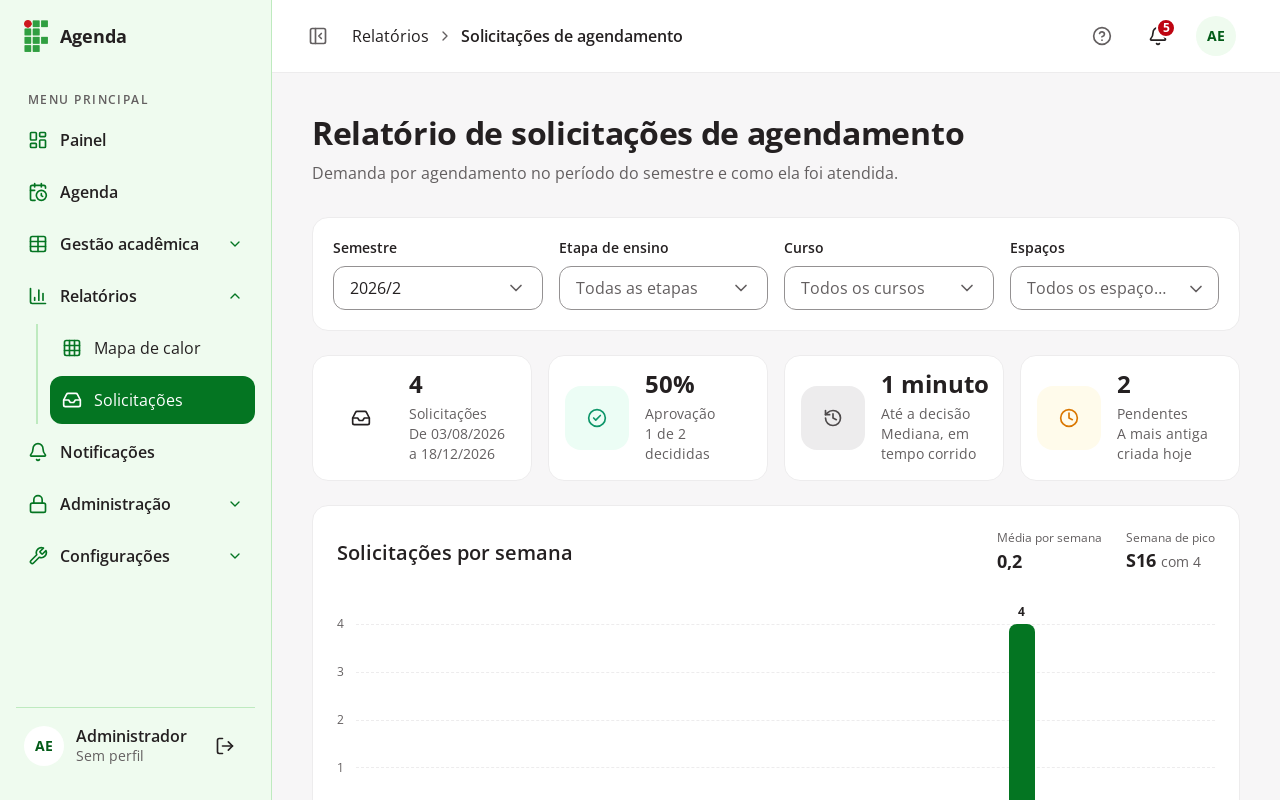 Agenda
Relatórios
Solicitações de agendamento
5
AE
MENU PRINCIPAL
Painel
Agenda
Gestão acadêmica
Relatórios
Mapa de calor
Solicitações
Notificações
Administração
Configurações
AE
Administrador
Sem perfil
Relatório de solicitações de agendamento
Demanda por agendamento no período do semestre e como ela foi atendida.
Semestre
2026/2
Etapa de ensino
Todas as etapas
Curso
Todos os cursos
Espaços
Todos os espaço...
4
Solicitações
De 03/08/2026
a 18/12/2026
50%
Aprovação
1 de 2
decididas
1 minuto
Até a decisão
Mediana, em
tempo corrido
2
Pendentes
A mais antiga
criada hoje
Solicitações por semana
Média por semana
0,2
Semana de pico
S16 com 4
4
4
3
2
1